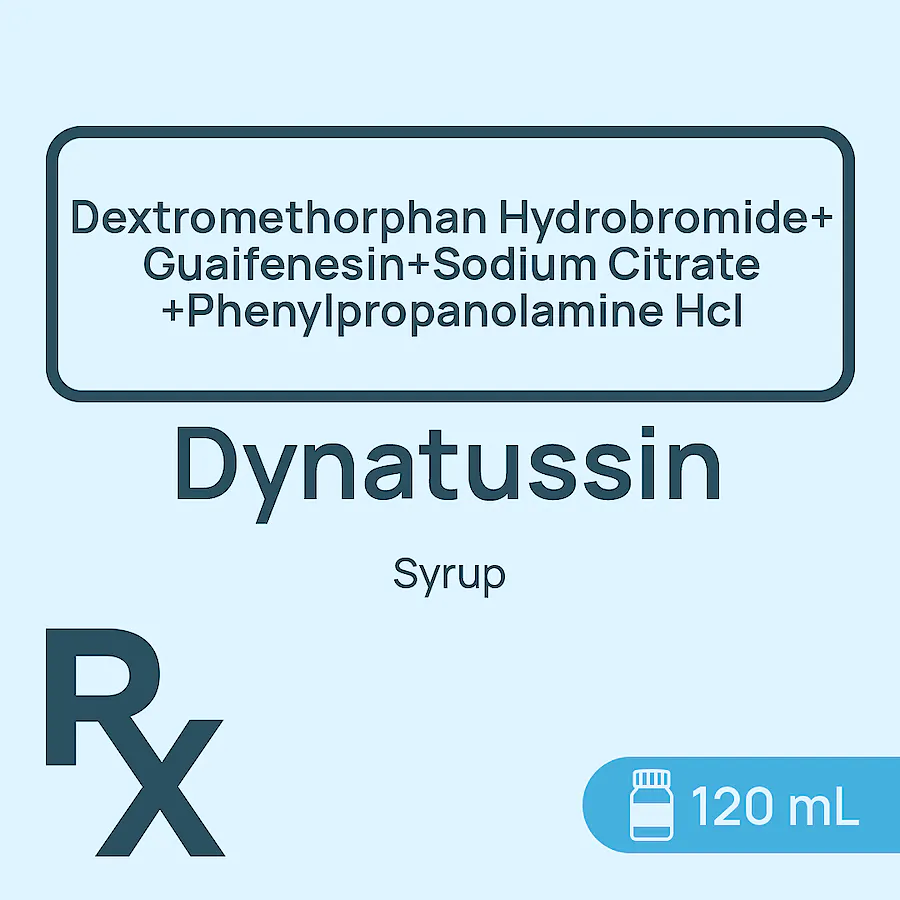 Dextromethorphan Hydrobromide+
Guaifenesin+Sodium Citrate
+Phenylpropanolamine Hcl
Dynatussin
Syrup
Rx
120 mL